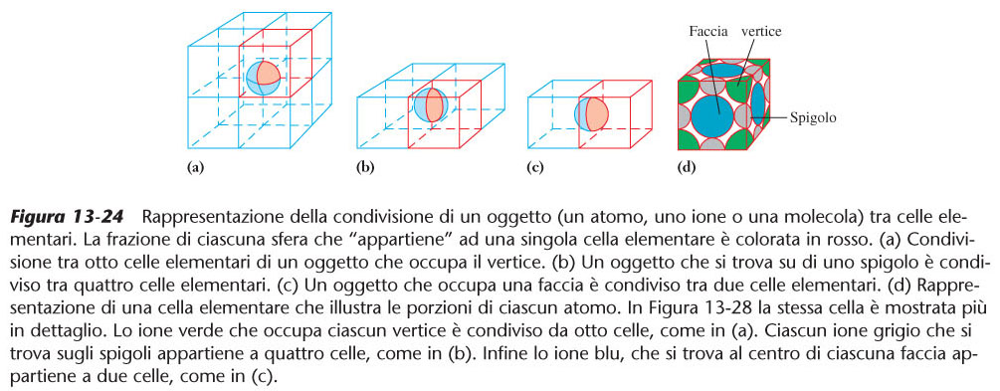 Faccia vertice
Spigolo
(a) (b) (c) (d)
Figura 13-24 Rappresentazione della condivisione di un oggetto (un atomo, uno ione o una molecola) tra celle ele-
mentari. La frazione di ciascuna sfera che “appartiene” ad una singola cella elementare è colorata in rosso. (a) Condivi-
sione tra otto celle elementari di un oggetto che occupa il vertice. (b) Un oggetto che si trova su di uno spigolo è condi-
viso tra quattro celle elementari. (c) Un oggetto che occupa una faccia è condiviso tra due celle elementari. (d) Rappre-
sentazione di una cella elementare che illustra le porzioni di ciascun atomo. In Figura 13-28 la stessa cella è mostrata più
in dettaglio. Lo ione verde che occupa ciascun vertice è condiviso da otto celle, come in (a). Ciascun ione grigio che si
trova sugli spigoli appartiene a quattro celle, come in (b). Infine lo ione blu, che si trova al centro di ciascuna faccia ap-
partiene a due celle, come in (c).